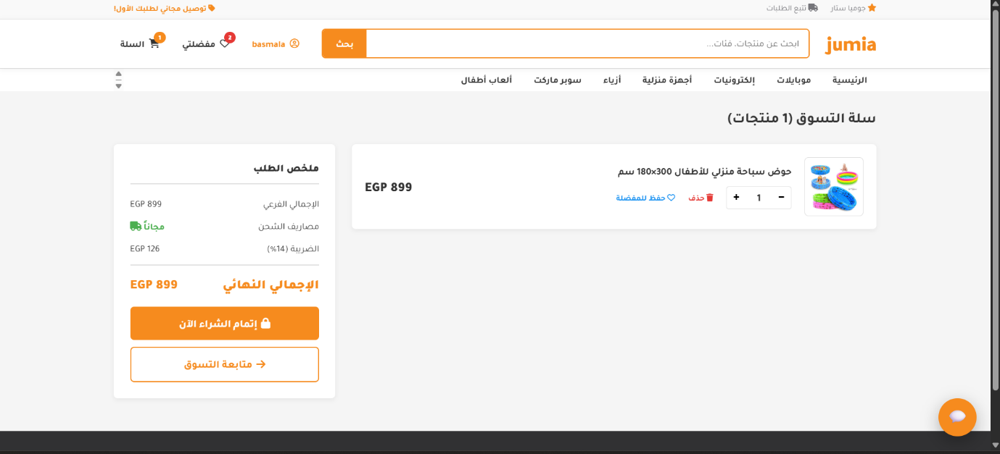 جوميا ستار
تتبع الطلبات
توصيل مجاني لطلبك الأول!
jumia
ابحث عن منتجات، فئات...
بحث
basmala
2
مفضلتي
1
السلة
الرئيسية
موبايلات
إلكترونيات
أجهزة منزلية
أزياء
سوبر ماركت
ألعاب أطفال
سلة التسوق (1 منتجات)
حوض سباحة منزلي للأطفال 300×180 سم
− 1 +
حذف
حفظ للمفضلة
EGP 899
ملخص الطلب
الإجمالي الفرعي
EGP 899
مصاريف الشحن
مجاناً
الضريبة (14%)
EGP 126
الإجمالي النهائي
EGP 899
إتمام الشراء الآن
متابعة التسوق